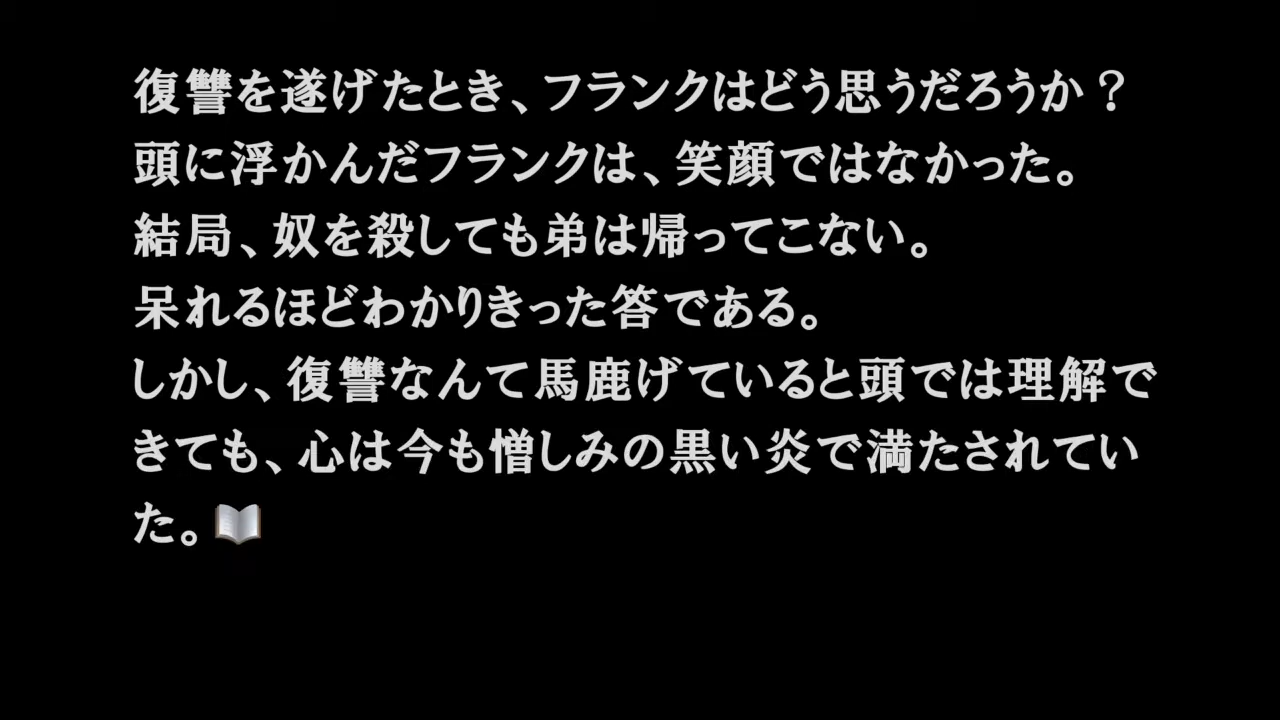 復讐を遂げたとき、フランクはどう思うだろうか？
頭に浮かんだフランクは、笑顔ではなかった。
結局、奴を殺しても弟は帰ってこない。
呆れるほどわかりきった答である。
しかし、復讐なんて馬鹿げていると頭では理解で
きても、心は今も憎しみの黒い炎で満たされてい
た。